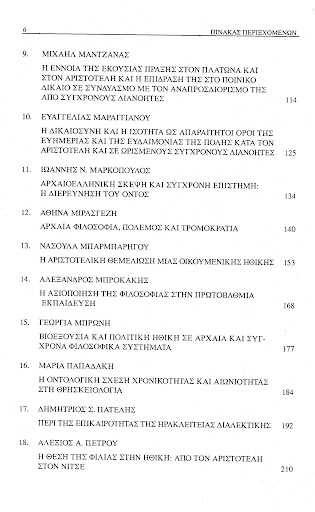 6 ΠΙΝΑΚΑΣ ΠΕΡΙΕΧΟΜΕΝΩΝ
9. ΜΙΧΑΗΛ ΜΑΝΤΖΑΝΑΣ
Η ΕΝΝΟΙΑ ΤΗΣ ΕΚΟΥΣΙΑΣ ΠΡΑΞΗΣ ΣΤΟΝ ΠΛΑΤΩΝΑ ΚΑΙ
ΣΤΟΝ ΑΡΙΣΤΟΤΕΛΗ ΚΑΙ Η ΕΠΙΔΡΑΣΗ ΤΗΣ ΣΤΟ ΠΟΙΝΙΚΟ
ΔΙΚΑΙΟ ΣΕ ΣΥΝΔΥΑΣΜΟ ΜΕ ΤΟΝ ΑΝΑΠΡΟΣΔΙΟΡΙΣΜΟ ΤΗΣ
ΑΠΟ ΣΥΓΧΡΟΝΟΥΣ ΔΙΑΝΟΗΤΕΣ 114
10. ΕΥΑΓΓΕΛΙΑΣ ΜΑΡΑΓΓΙΑΝΟΥ
Η ΔΙΚΑΙΟΣΥΝΗ ΚΑΙ Η ΙΣΟΤΗΤΑ ΩΣ ΑΠΑΡΑΙΤΗΤΟΙ ΟΡΟΙ ΤΗΣ
ΕΥΗΜΕΡΙΑΣ ΚΑΙ ΤΗΣ ΕΥΔΑΙΜΟΝΙΑΣ ΤΗΣ ΠΟΛΗΣ ΚΑΤΑ ΤΟΝ
ΑΡΙΣΤΟΤΕΛΗ ΚΑΙ ΣΕ ΩΡΙΣΜΕΝΟΥΣ ΣΥΓΧΡΟΝΟΥΣ ΔΙΑΝΟΗΤΕΣ 125
11. ΙΩΑΝΝΗΣ Ν. ΜΑΡΚΟΠΟΥΛΟΣ
ΑΡΧΑΙΟΕΛΛΗΝΙΚΗ ΣΚΕΨΗ ΚΑΙ ΣΥΓΧΡΟΝΗ ΕΠΙΣΤΗΜΗ:
Η ΔΙΕΡΕΥΝΗΣΗ ΤΟΥ ΟΝΤΟΣ 134
12. ΑΘΗΝΑ ΜΙΡΑΣΓΕΖΗ
ΑΡΧΑΙΑ ΦΙΛΟΣΟΦΙΑ, ΠΟΛΕΜΟΣ ΚΑΙ ΤΡΟΜΟΚΡΑΤΙΑ 140
13. ΝΑΣΟΥΛΑ ΜΠΑΡΜΠΑΡΗΓΟΥ
Η ΑΡΙΣΤΟΤΕΛΙΚΗ ΘΕΜΕΛΙΩΣΗ ΜΙΑΣ ΟΙΚΟΥΜΕΝΙΚΗΣ ΗΘΙΚΗΣ 153
14. ΑΛΕΞΑΝΔΡΟΣ ΜΠΡΟΚΑΚΗΣ
Η ΑΞΙΟΠΟΙΗΣΗ ΤΗΣ ΦΙΛΟΣΟΦΙΑΣ ΣΤΗΝ ΠΡΩΤΟΒΑΘΜΙΑ
ΕΚΠΑΙΔΕΥΣΗ 168
15. ΓΕΩΡΓΙΑ ΜΠΡΩΝΗ
ΒΙΟΕΞΟΥΣΙΑ ΚΑΙ ΠΟΛΙΤΙΚΗ ΗΘΙΚΗ ΣΕ ΑΡΧΑΙΑ ΚΑΙ ΣΥΓ-
ΧΡΟΝΑ ΦΙΛΟΣΟΦΙΚΑ ΣΥΣΤΗΜΑΤΑ 177
16. ΜΑΡΙΑ ΠΑΠΑΔΑΚΗ
Η ΟΝΤΟΛΟΓΙΚΗ ΣΧΕΣΗ ΧΡΟΝΙΚΟΤΗΤΑΣ ΚΑΙ ΑΙΩΝΙΟΤΗΤΑΣ
ΣΤΗ ΘΡΗΣΚΕΙΟΛΟΓΙΑ 184
17. ΔΗΜΗΤΡΙΟΣ Σ. ΠΑΤΕΛΗΣ
ΠΕΡΙ ΤΗΣ ΕΠΙΚΑΙΡΟΤΗΤΑΣ ΤΗΣ ΗΡΑΚΛΕΙΤΕΙΑΣ ΔΙΑΛΕΚΤΙΚΗΣ 192
18. ΑΛΕΞΙΟΣ Α. ΠΕΤΡΟΥ
Η ΘΕΣΗ ΤΗΣ ΦΙΛΙΑΣ ΣΤΗΝ ΗΘΙΚΗ: ΑΠΟ ΤΟΝ ΑΡΙΣΤΟΤΕΛΗ
ΣΤΟΝ ΝΙΤΣΕ 210